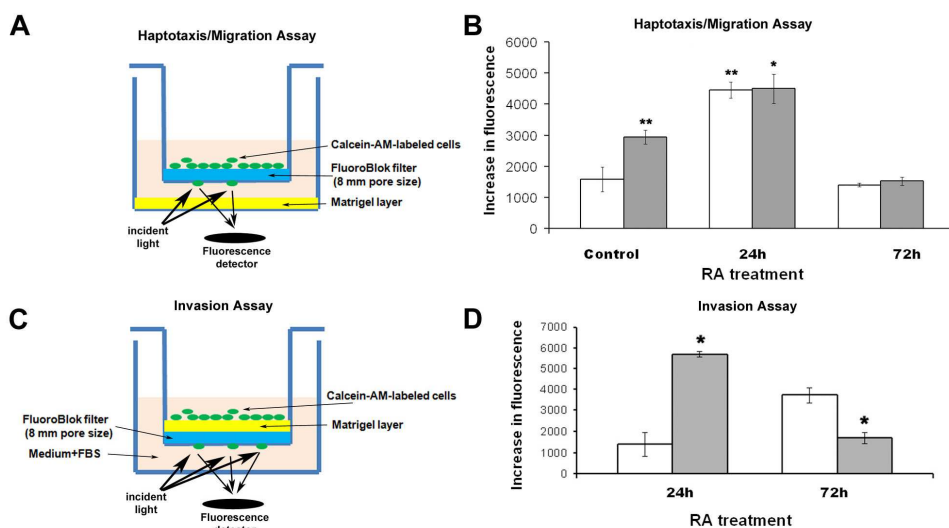 A
Haptotaxis/Migration Assay
Calcein-AM-labeled cells
FluoroBlok filter
(8 mm pore size)
Matrigel layer
incident
light
Fluorescence
detector
B
Haptotaxis/Migration Assay
Increase in fluorescence
6000
5000
4000
3000
2000
1000
0
**
**
*
Control
24h
72h
RA treatment
C
Invasion Assay
Calcein-AM-labeled cells
FluoroBlok filter
(8 mm pore size)
Matrigel layer
Medium+FBS
incident
light
Fluorescence
D
Invasion Assay
Increase in fluorescence
7000
6000
5000
4000
3000
2000
1000
0
*
*
24h
72h
RA treatment